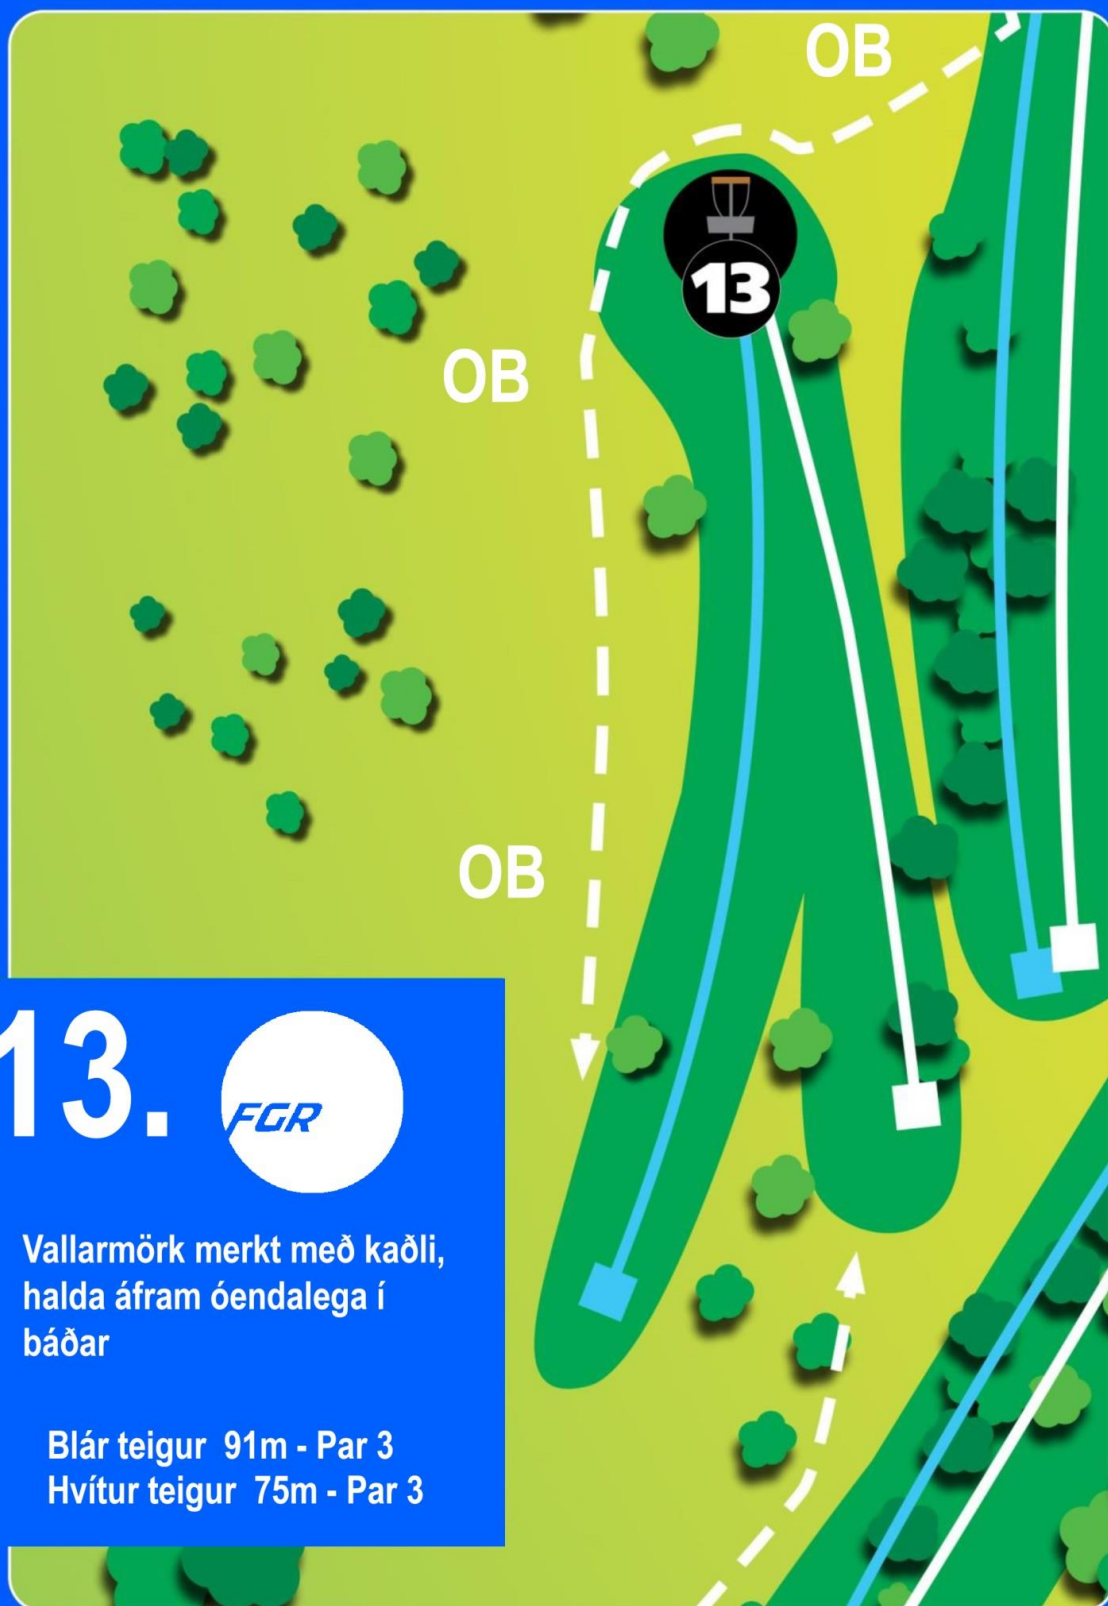 OB
13
OB
OB
13.
FGR
Vallarmörk merkt með kaðli,
halda áfram óendalega í
báðar
Blár teigur 91m - Par 3
Hvítur teigur 75m - Par 3